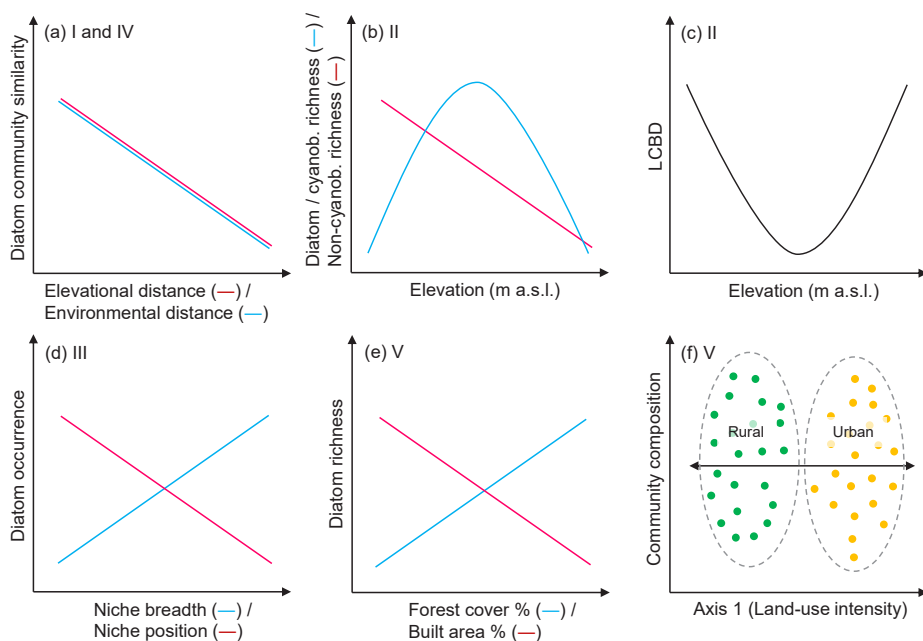 (a) I and IV
Diatom community similarity
Elevational distance (—) /
Environmental distance (—)
(b) II
Diatom / cyanob. richness (—) /
Non-cyanob. richness (—)
Elevation (m a.s.l.)
(c) II
LCBD
Elevation (m a.s.l.)
(d) III
Diatom occurrence
Niche breadth (—) /
Niche position (—)
(e) V
Diatom richness
Forest cover % (—) /
Built area % (—)
(f) V
Community composition
Rural
Urban
Axis 1 (Land-use intensity)